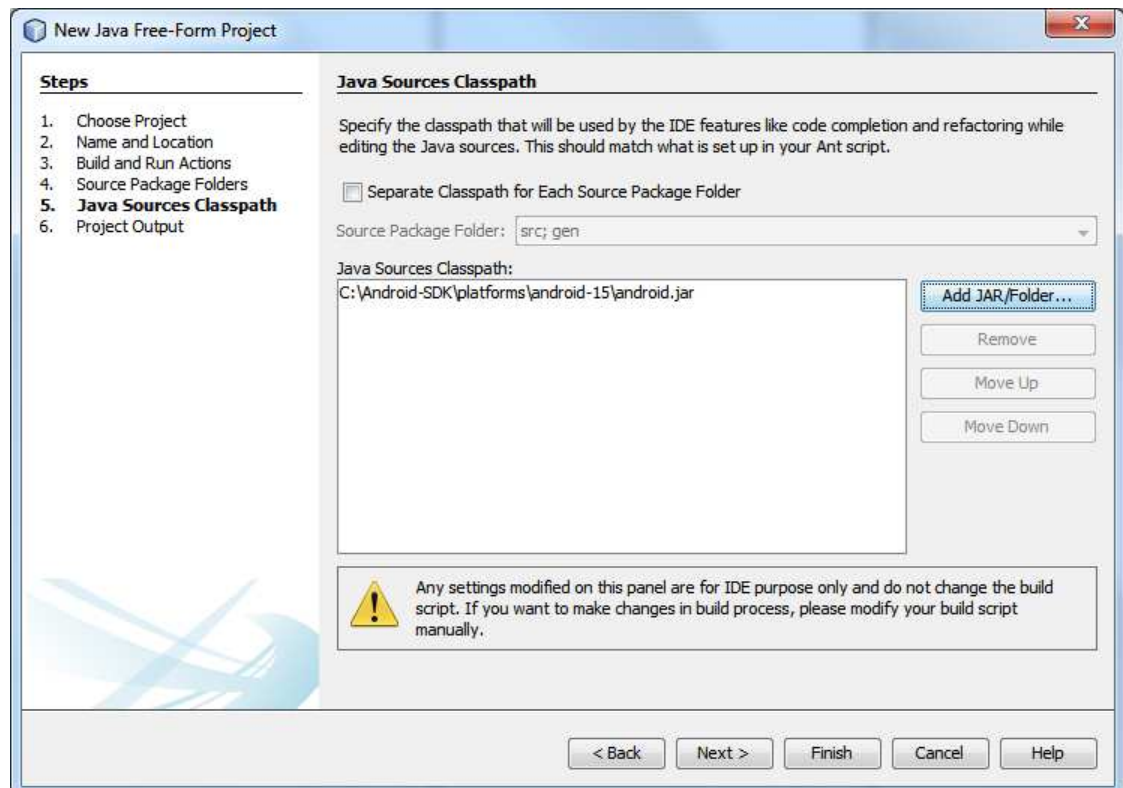 New Java Free-Form Project
Steps
1. Choose Project
2. Name and Location
3. Build and Run Actions
4. Source Package Folders
5. Java Sources Classpath
6. Project Output
Java Sources Classpath
Specify the classpath that will be used by the IDE features like code completion and refactoring while
editing the Java sources. This should match what is set up in your Ant script.
Separate Classpath for Each Source Package Folder
Source Package Folder: src; gen
Java Sources Classpath:
C:\Android-SDK\platforms\android-15\android.jar
Add JAR/Folder...
Remove
Move Up
Move Down
Any settings modified on this panel are for IDE purpose only and do not change the build
script. If you want to make changes in build process, please modify your build script
manually.
< Back Next > Finish Cancel Help